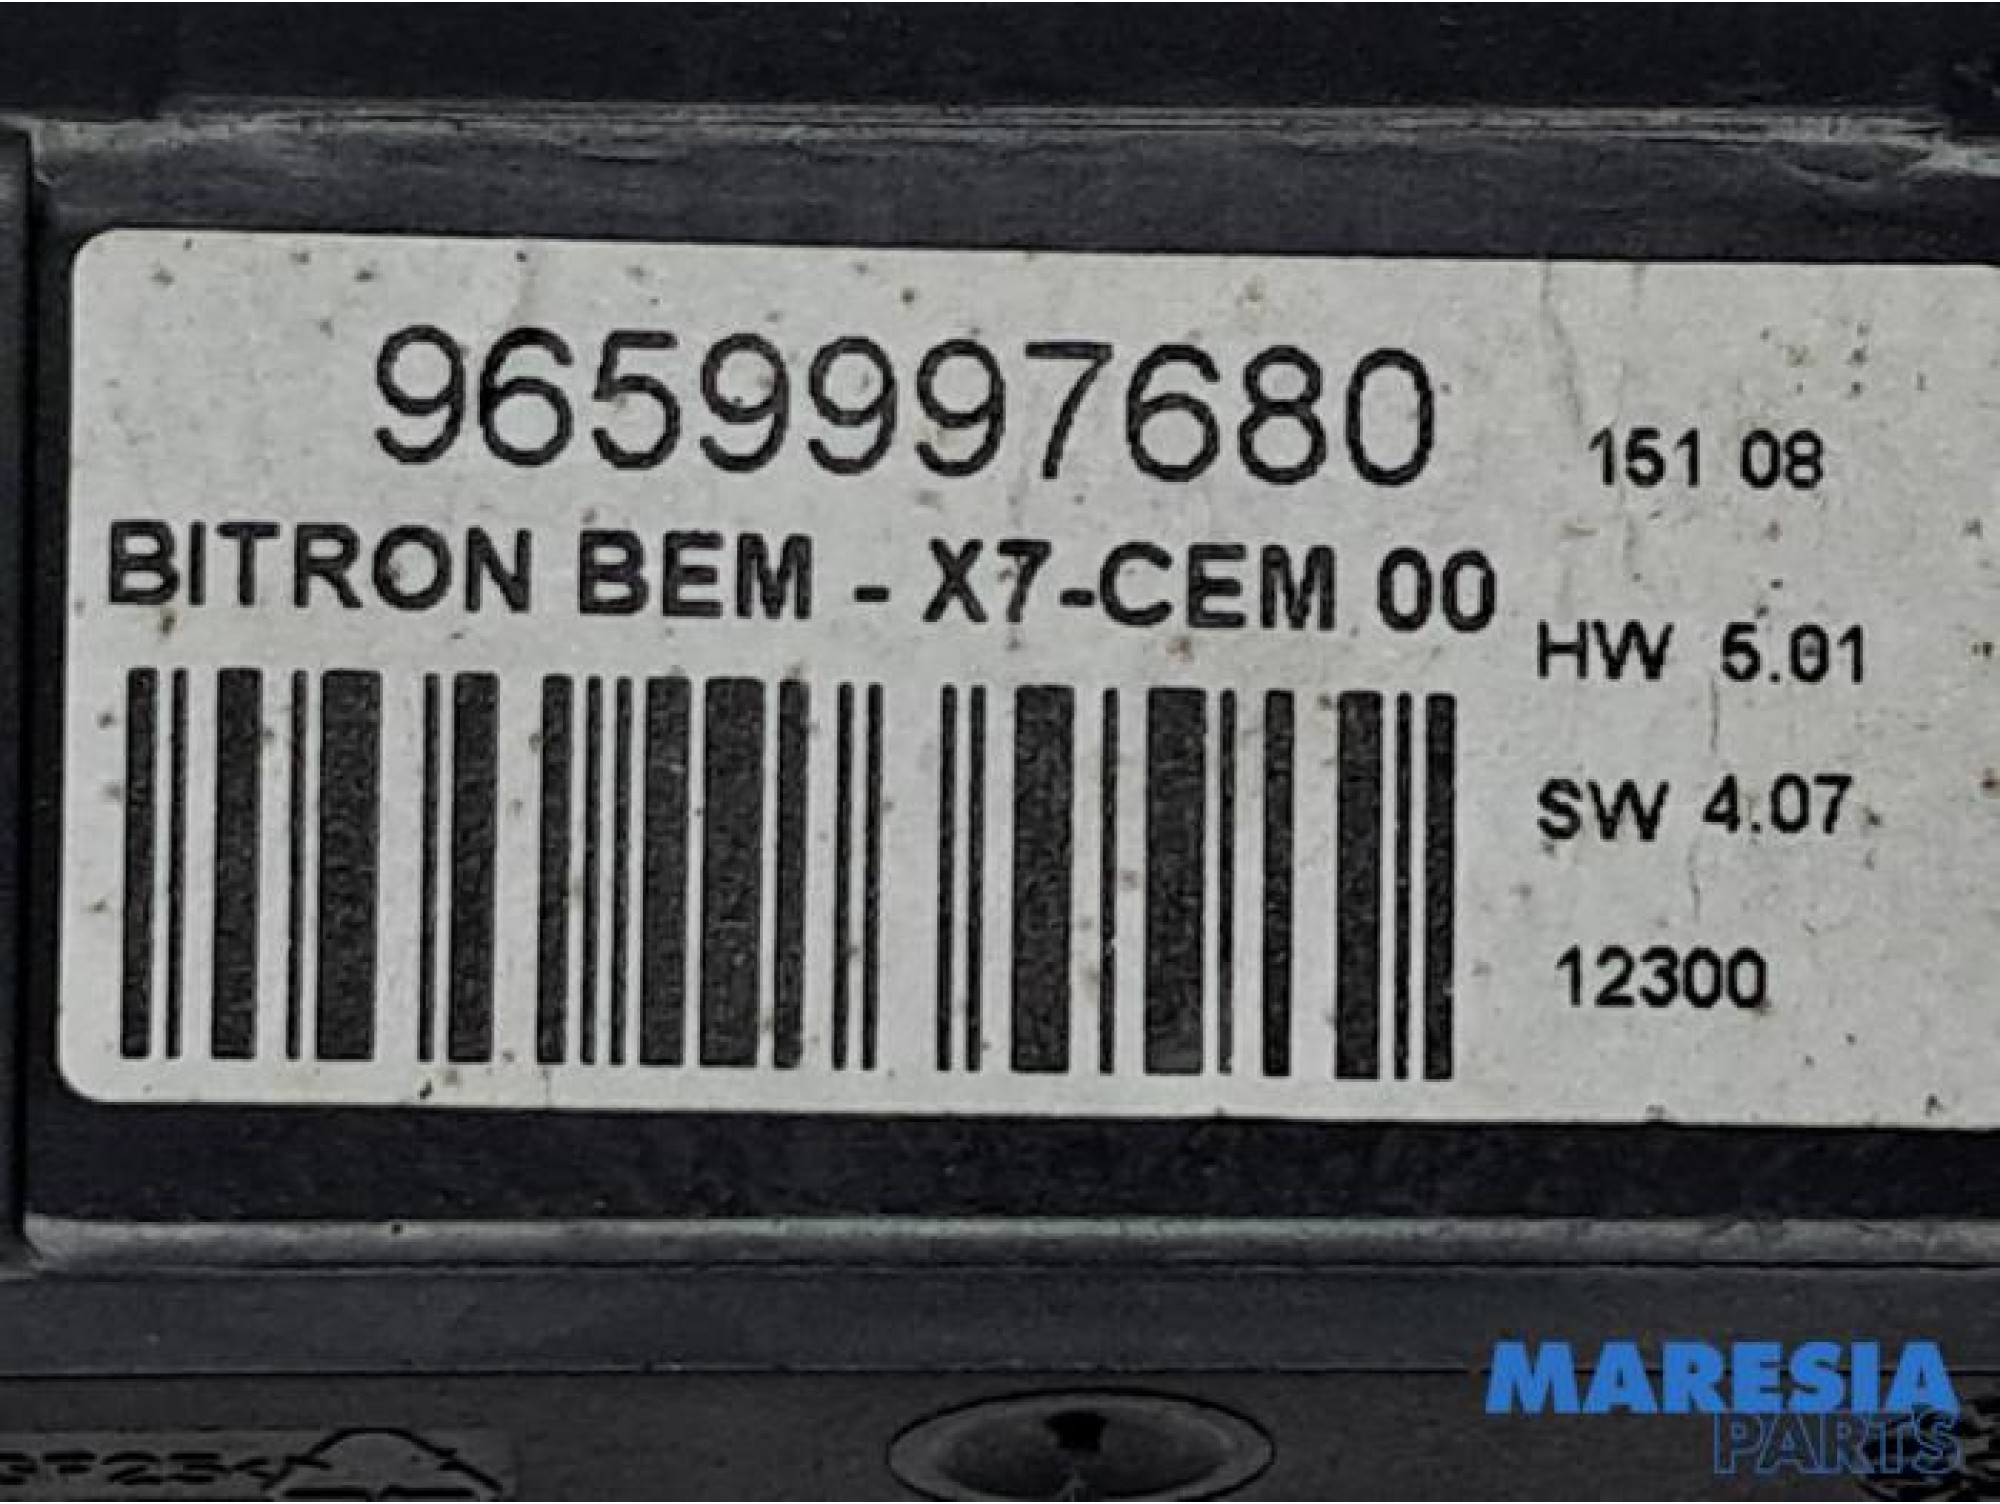 9659997680
151 08
BITRON BEM - X7-CEM 00
HW 5.01
SW 4.07
12300
MARESIA
PARTS